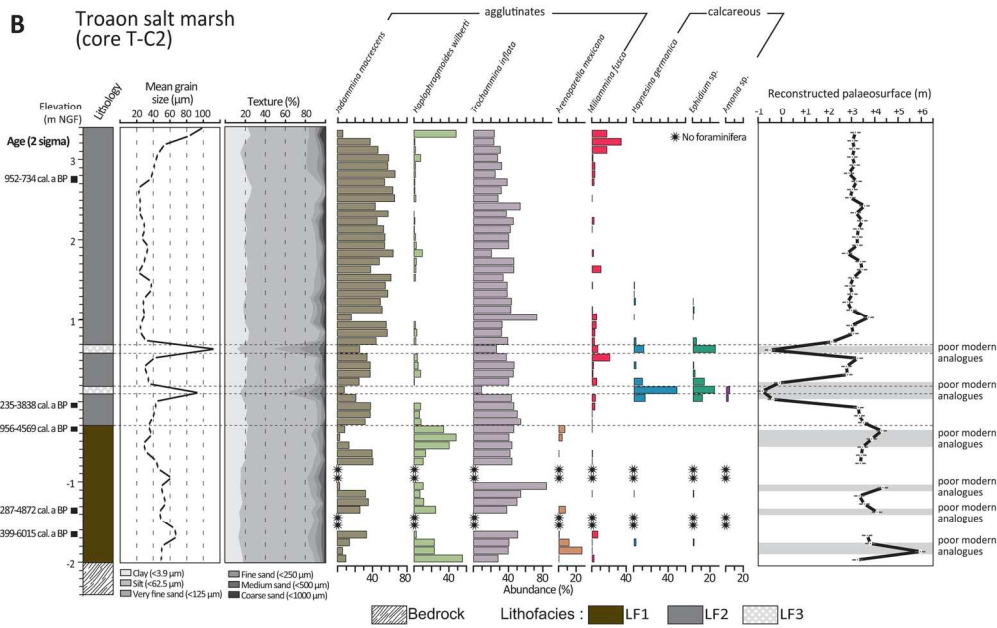 B
Troaon salt marsh
(core T-C2)
agglutinates
calcareous
Haplophragmoides wilberti
Trochammina inflata
Arenoparella mexicana
Miliammina fusca
Haynesina germanica
Elphidium sp.
Elevation
(m NGF)
Lithology
Mean grain
size (µm)
Texture (%)
Reconstructed palaeosurface (m)
20 40 60 80 100
20 40 60 80 100
-1 0 +1 +2 +3 +4 +5 +6
Age (2 sigma)
No foraminifera
3
952-734 cal. a BP
2
1
poor modern
analogues
poor modern
analogues
235-3838 cal. a BP
956-4569 cal. a BP
poor modern
analogues
-1
poor modern
analogues
287-4872 cal. a BP
poor modern
analogues
399-6015 cal. a BP
poor modern
analogues
-2
Clay (<3.9 µm)
Silt (<62.5 µm)
Very fine sand (<125 µm)
Fine sand (<250 µm)
Medium sand (<500 µm)
Coarse sand (<1000 µm)
40 80
40
40 80
20
40
40
20
20
Abundance (%)
Bedrock
Lithofacies :
LF1
LF2
LF3